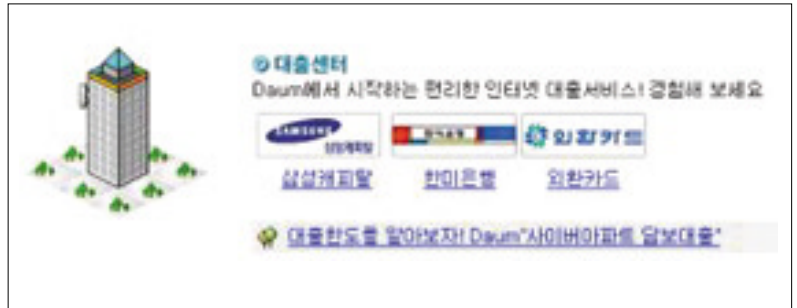 대출센터
Daum에서 시작하는 편리한 인터넷 대출서비스! 경험해 보세요
SAMSUNG 삼성캐피탈 한미은행 외환카드
삼성캐피탈 한미은행 외환카드
대출한도를 알아보자! Daum"사이버아파트 담보대출"